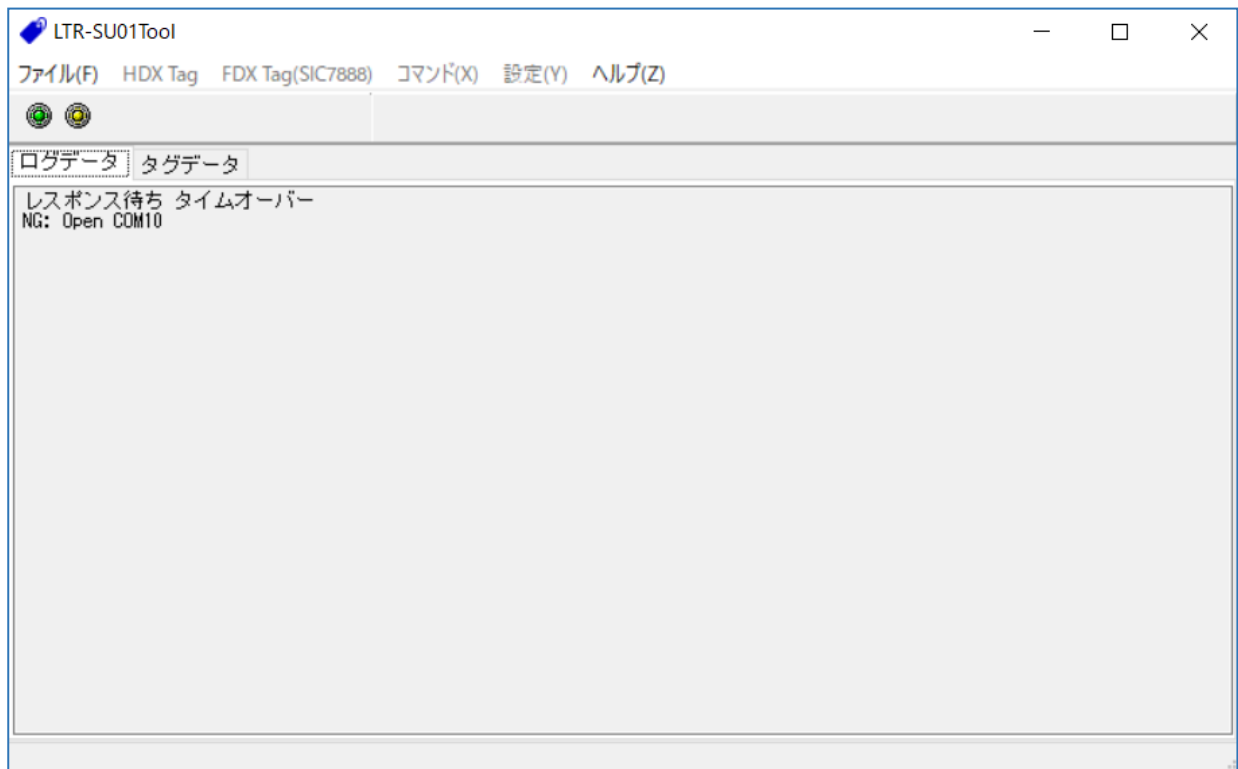 LTR-SU01Tool
ファイル(F) HDX Tag FDX Tag(SIC7888) コマンド(X) 設定(Y) ヘルプ(Z)
ログデータ タグデータ
レスポンス待ち タイムオーバー
NG: Open COM10